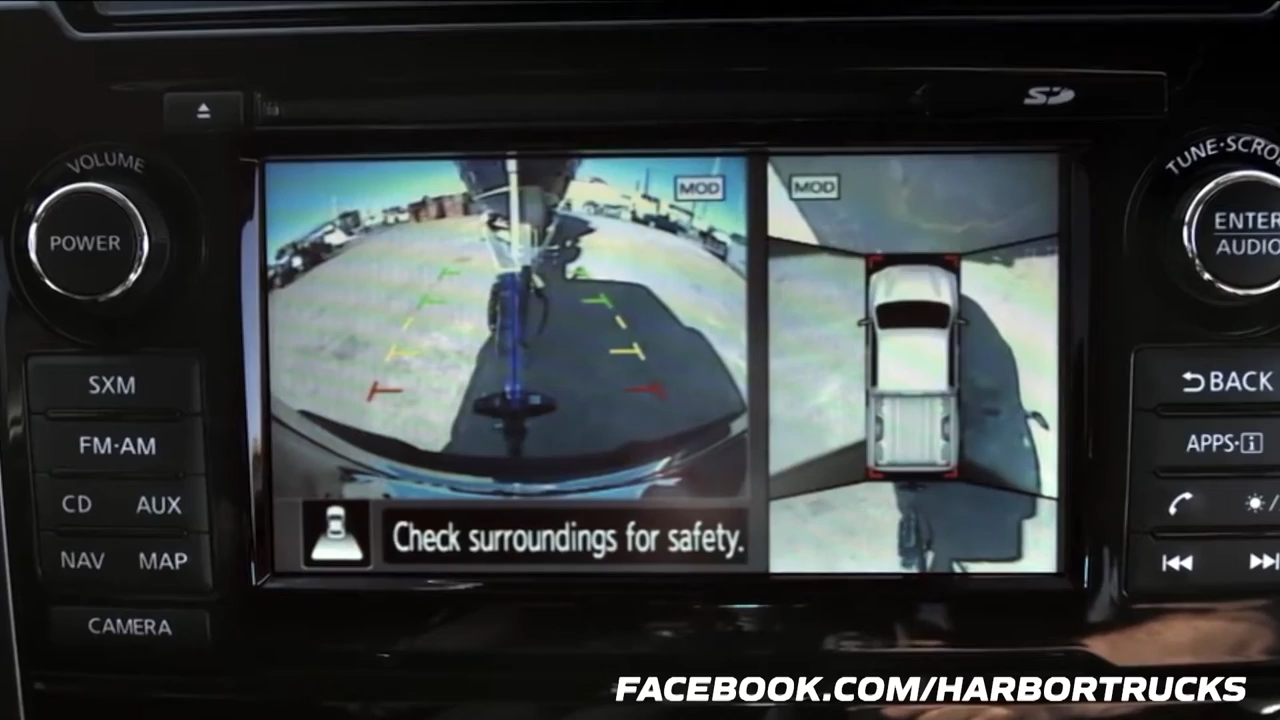 SD
VOLUME
POWER
TUNE·SCRO
ENTER
AUDIO
MOD
MOD
SXM
FM·AM
CD AUX
NAV MAP
CAMERA
BACK
APPS·i
Check surroundings for safety.
FACEBOOK.COM/HARBORTRUCKS